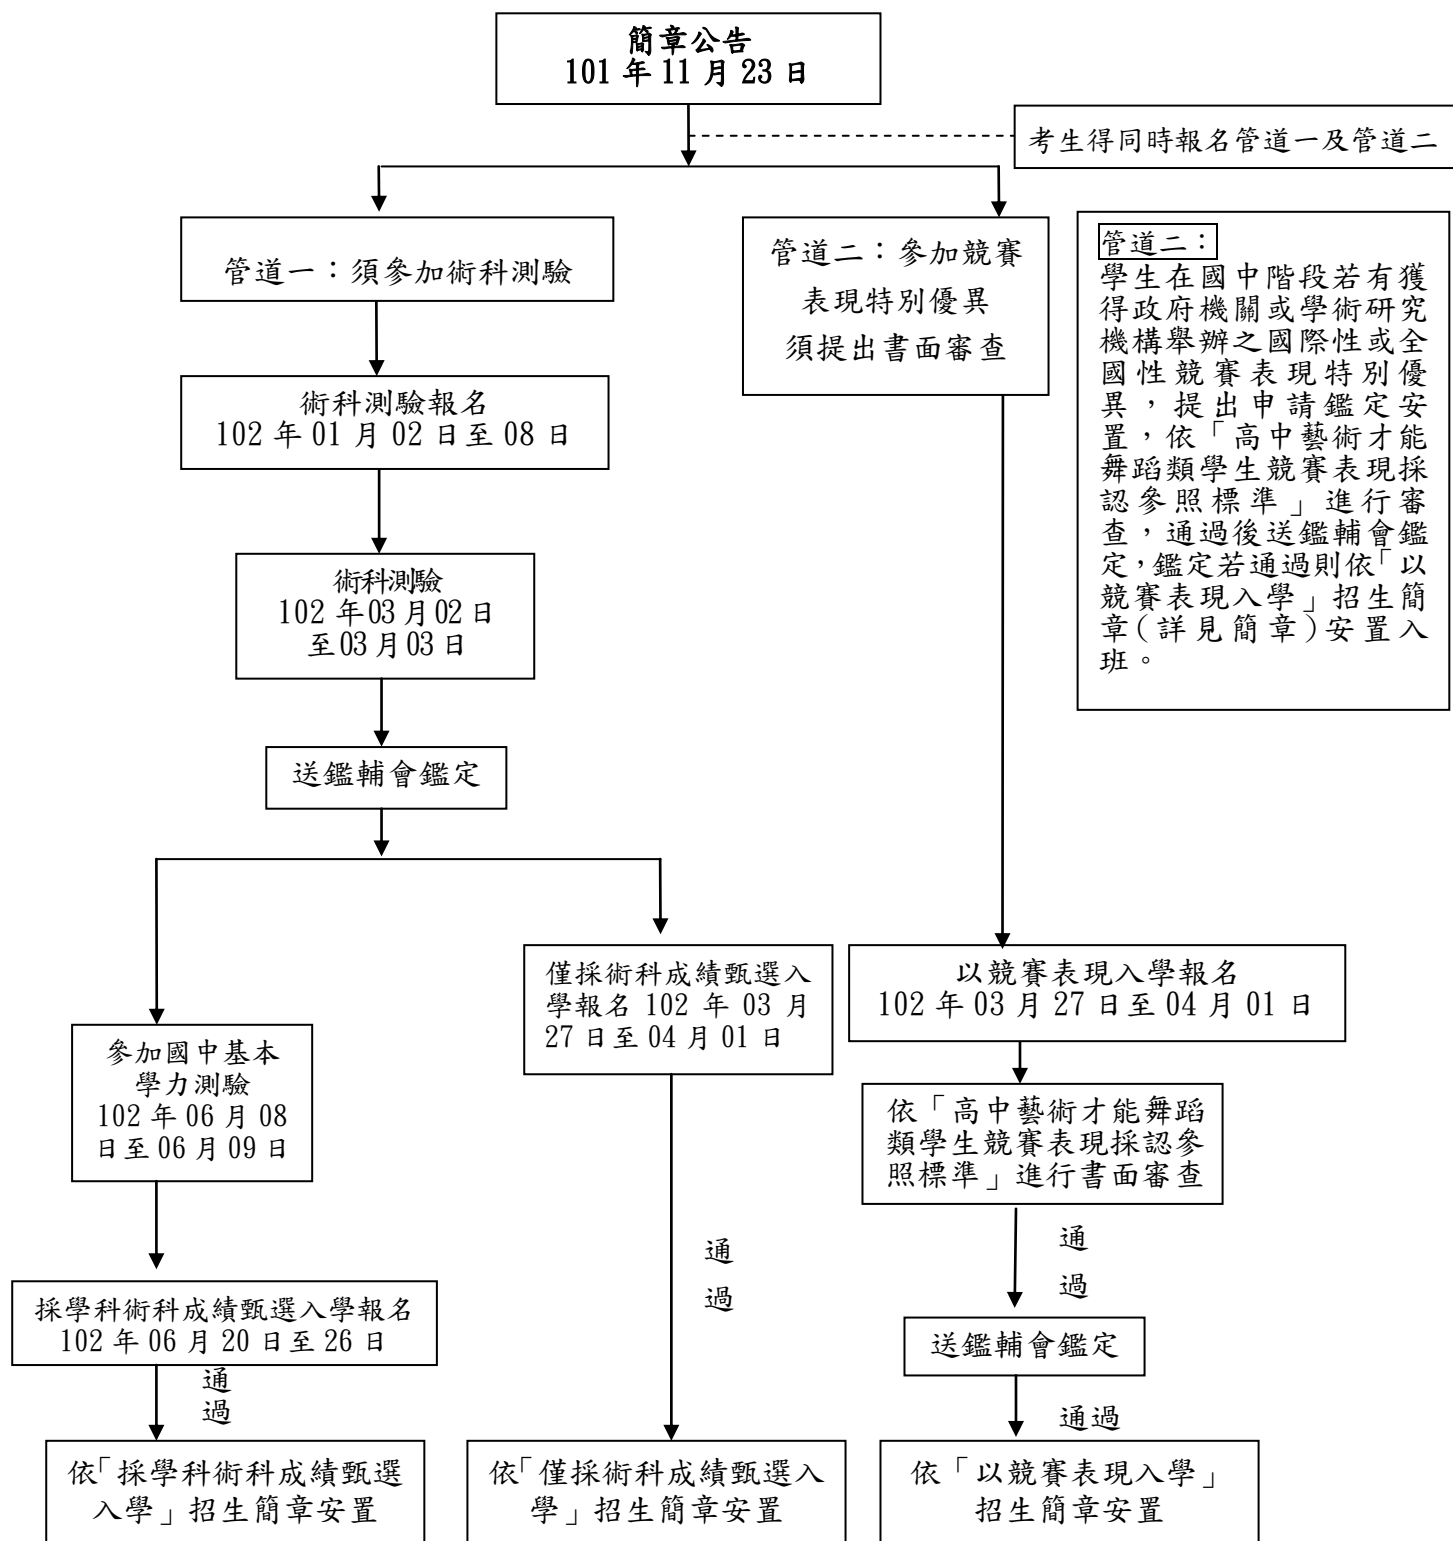 簡章公告
101 年 11 月 23 日
考生得同時報名管道一及管道二
管道一：須參加術科測驗
管道二：參加競賽
表現特別優異
須提出書面審查
管道二：
學生在國中階段若有獲
得政府機關或學術研究
機構舉辦之國際性或全
國性競賽表現特別優
異，提出申請鑑定安
置，依「高中藝術才能
舞蹈類學生競賽表現採
認參照標準」進行審
查，通過後送鑑輔會鑑
定，鑑定若通過則依「以
競賽表現入學」招生簡
章(詳見簡章)安置入
班。
術科測驗報名
102 年 01 月 02 日至 08 日
術科測驗
102 年 03 月 02 日
至 03 月 03 日
送鑑輔會鑑定
僅採術科成績甄選入
學報名 102 年 03 月
27 日至 04 月 01 日
以競賽表現入學報名
102 年 03 月 27 日至 04 月 01 日
參加國中基本
學力測驗
102 年 06 月 08
日至 06 月 09 日
依「高中藝術才能舞蹈
類學生競賽表現採認參
照標準」進行書面審查
通
過
通
過
採學科術科成績甄選入學報名
102 年 06 月 20 日至 26 日
送鑑輔會鑑定
通
過
通過
依「採學科術科成績甄選
入學」招生簡章安置
依「僅採術科成績甄選入
學」招生簡章安置
依「以競賽表現入學」
招生簡章安置